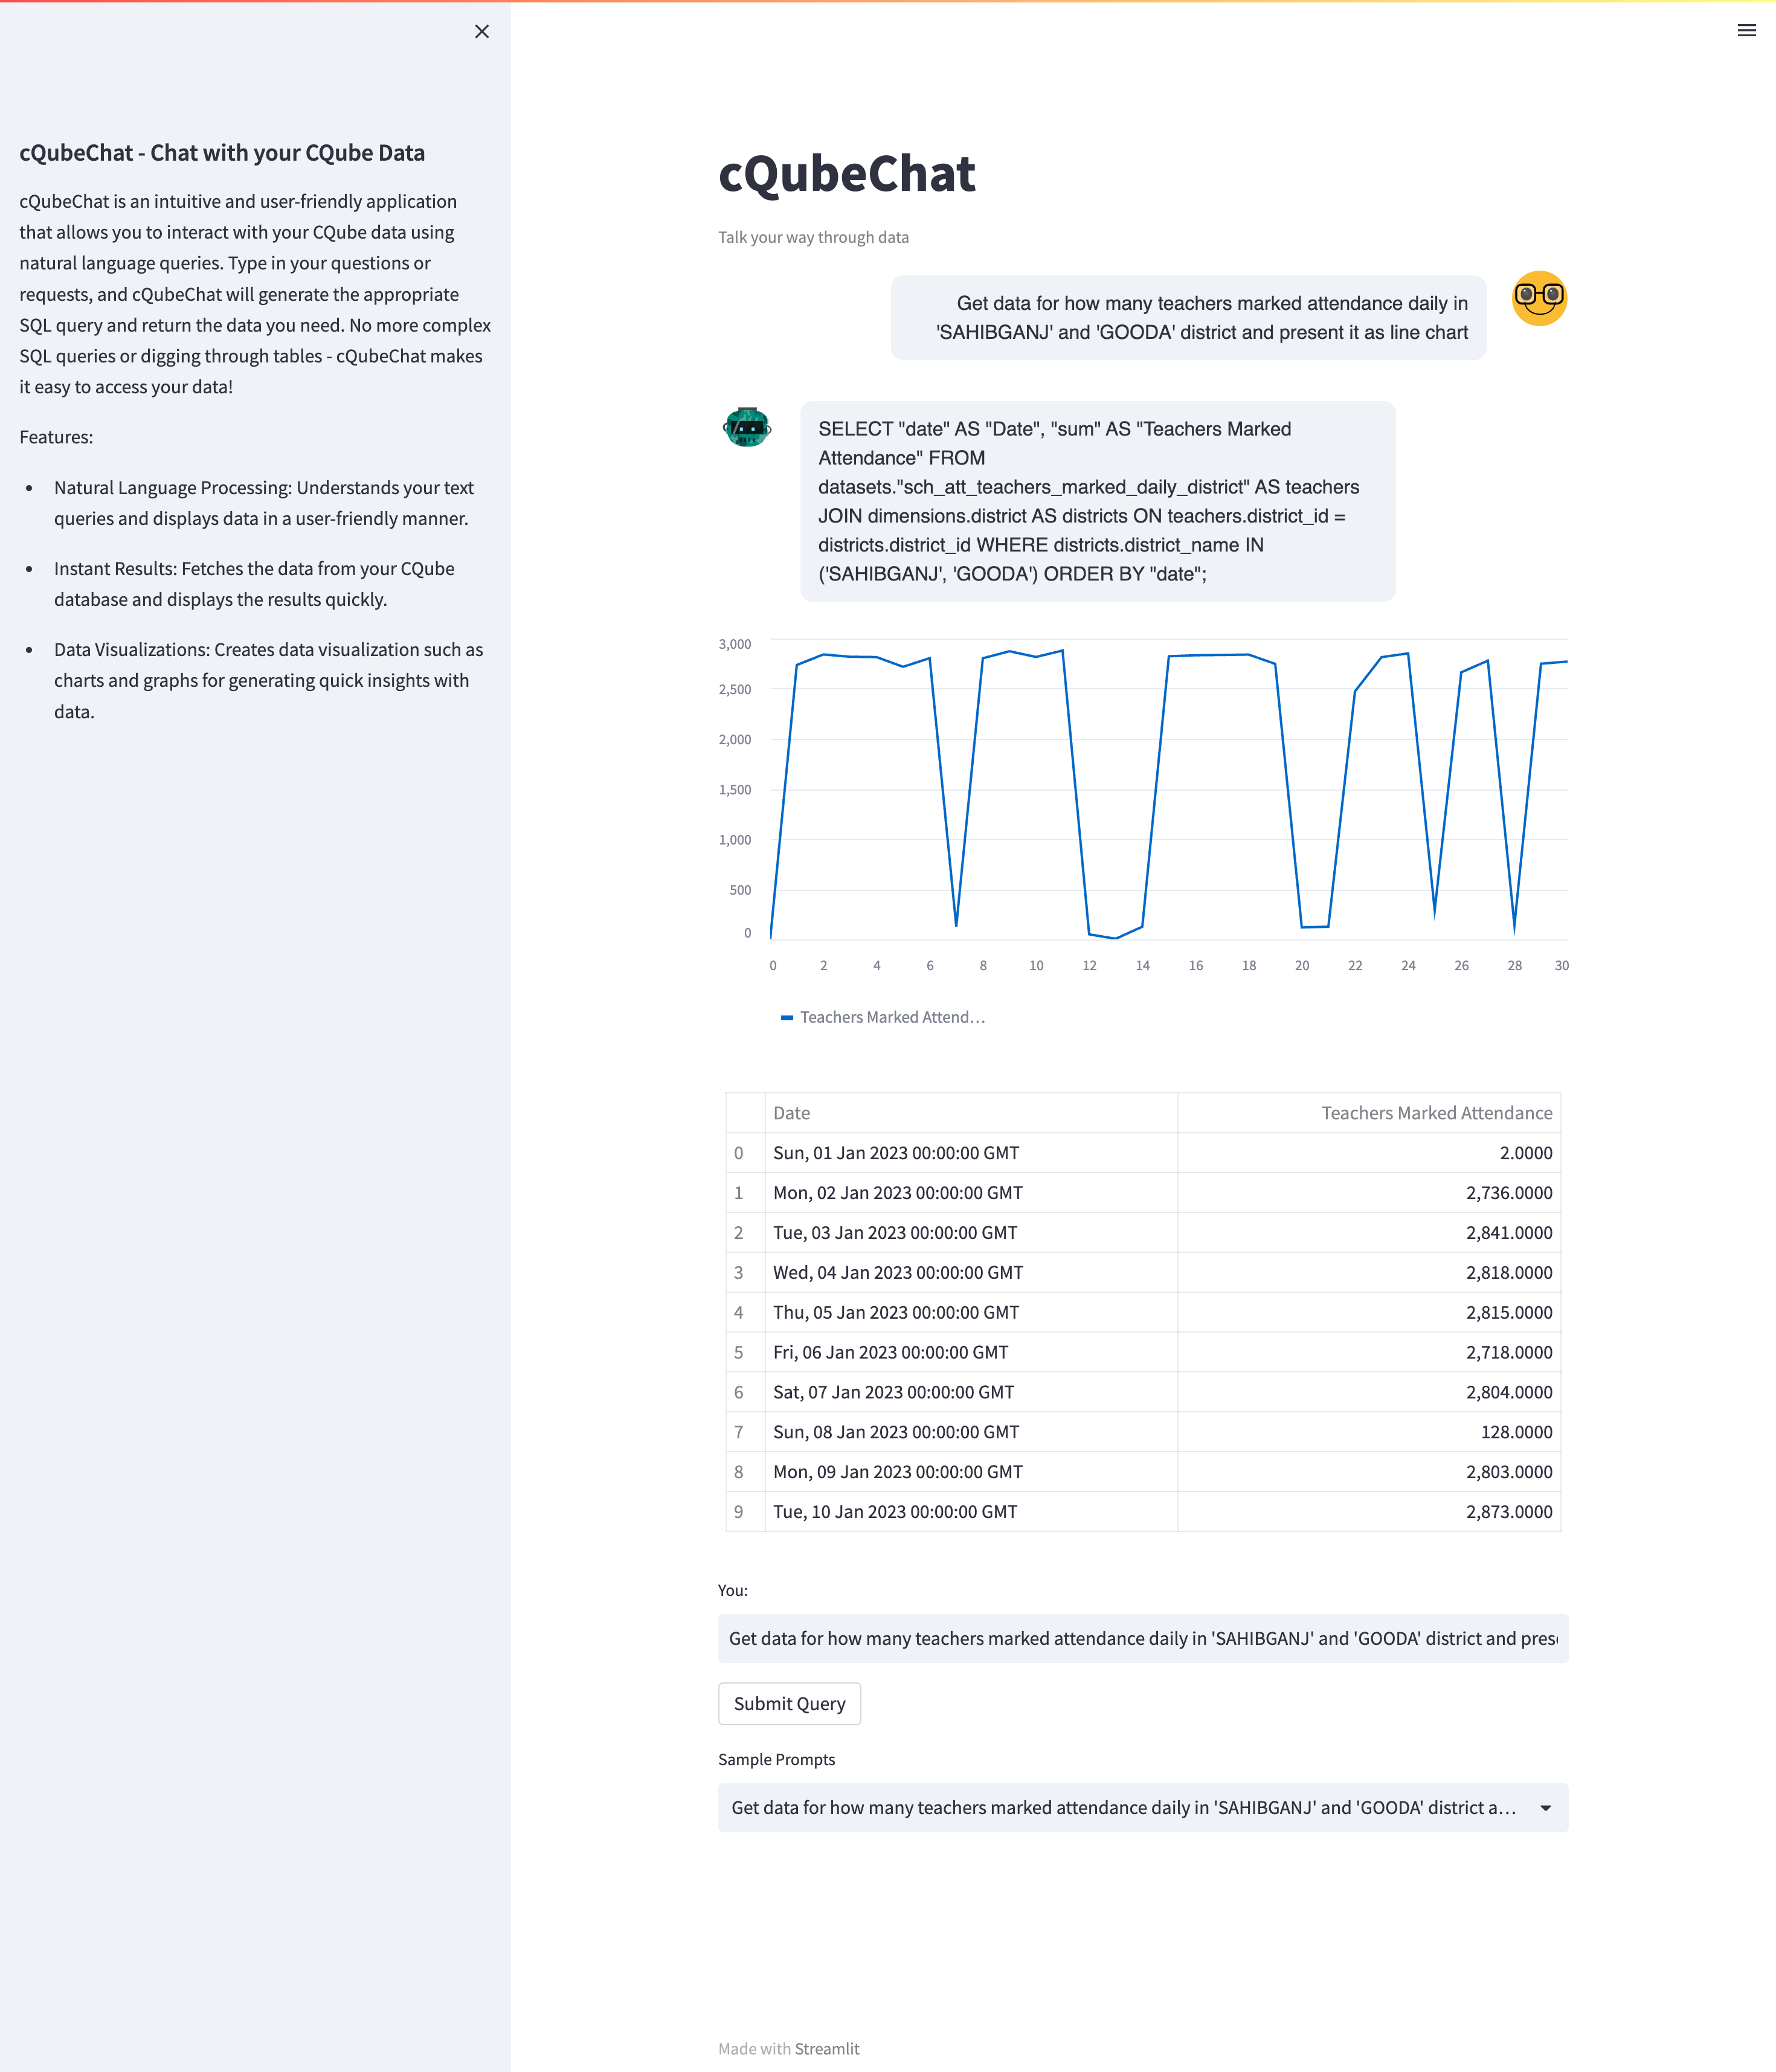 cQubeChat - Chat with your CQube Data
cQubeChat is an intuitive and user-friendly application
that allows you to interact with your CQube data using
natural language queries. Type in your questions or
requests, and cQubeChat will generate the appropriate
SQL query and return the data you need. No more complex
SQL queries or digging through tables - cQubeChat makes
it easy to access your data!
Features:
• Natural Language Processing: Understands your text
queries and displays data in a user-friendly manner.
• Instant Results: Fetches the data from your CQube
database and displays the results quickly.
• Data Visualizations: Creates data visualization such as
charts and graphs for generating quick insights with
data.
cQubeChat
Talk your way through data
Get data for how many teachers marked attendance daily in
'SAHIBGANJ' and 'GOODA' district and present it as line chart
SELECT "date" AS "Date", "sum" AS "Teachers Marked
Attendance" FROM
datasets."sch_att_teachers_marked_daily_district" AS teachers
JOIN dimensions.district AS districts ON teachers.district_id =
districts.district_id WHERE districts.district_name IN
('SAHIBGANJ', 'GOODA') ORDER BY "date";
3,000
2,500
2,000
1,500
1,000
500
0
0 2 4 6 8 10 12 14 16 18 20 22 24 26 28 30
Teachers Marked Attend…
Date Teachers Marked Attendance
0 Sun, 01 Jan 2023 00:00:00 GMT 2.0000
1 Mon, 02 Jan 2023 00:00:00 GMT 2,736.0000
2 Tue, 03 Jan 2023 00:00:00 GMT 2,841.0000
3 Wed, 04 Jan 2023 00:00:00 GMT 2,818.0000
4 Thu, 05 Jan 2023 00:00:00 GMT 2,815.0000
5 Fri, 06 Jan 2023 00:00:00 GMT 2,718.0000
6 Sat, 07 Jan 2023 00:00:00 GMT 2,804.0000
7 Sun, 08 Jan 2023 00:00:00 GMT 128.0000
8 Mon, 09 Jan 2023 00:00:00 GMT 2,803.0000
9 Tue, 10 Jan 2023 00:00:00 GMT 2,873.0000
You:
Get data for how many teachers marked attendance daily in 'SAHIBGANJ' and 'GOODA' district and prese
Submit Query
Sample Prompts
Get data for how many teachers marked attendance daily in 'SAHIBGANJ' and 'GOODA' district a…
Made with Streamlit